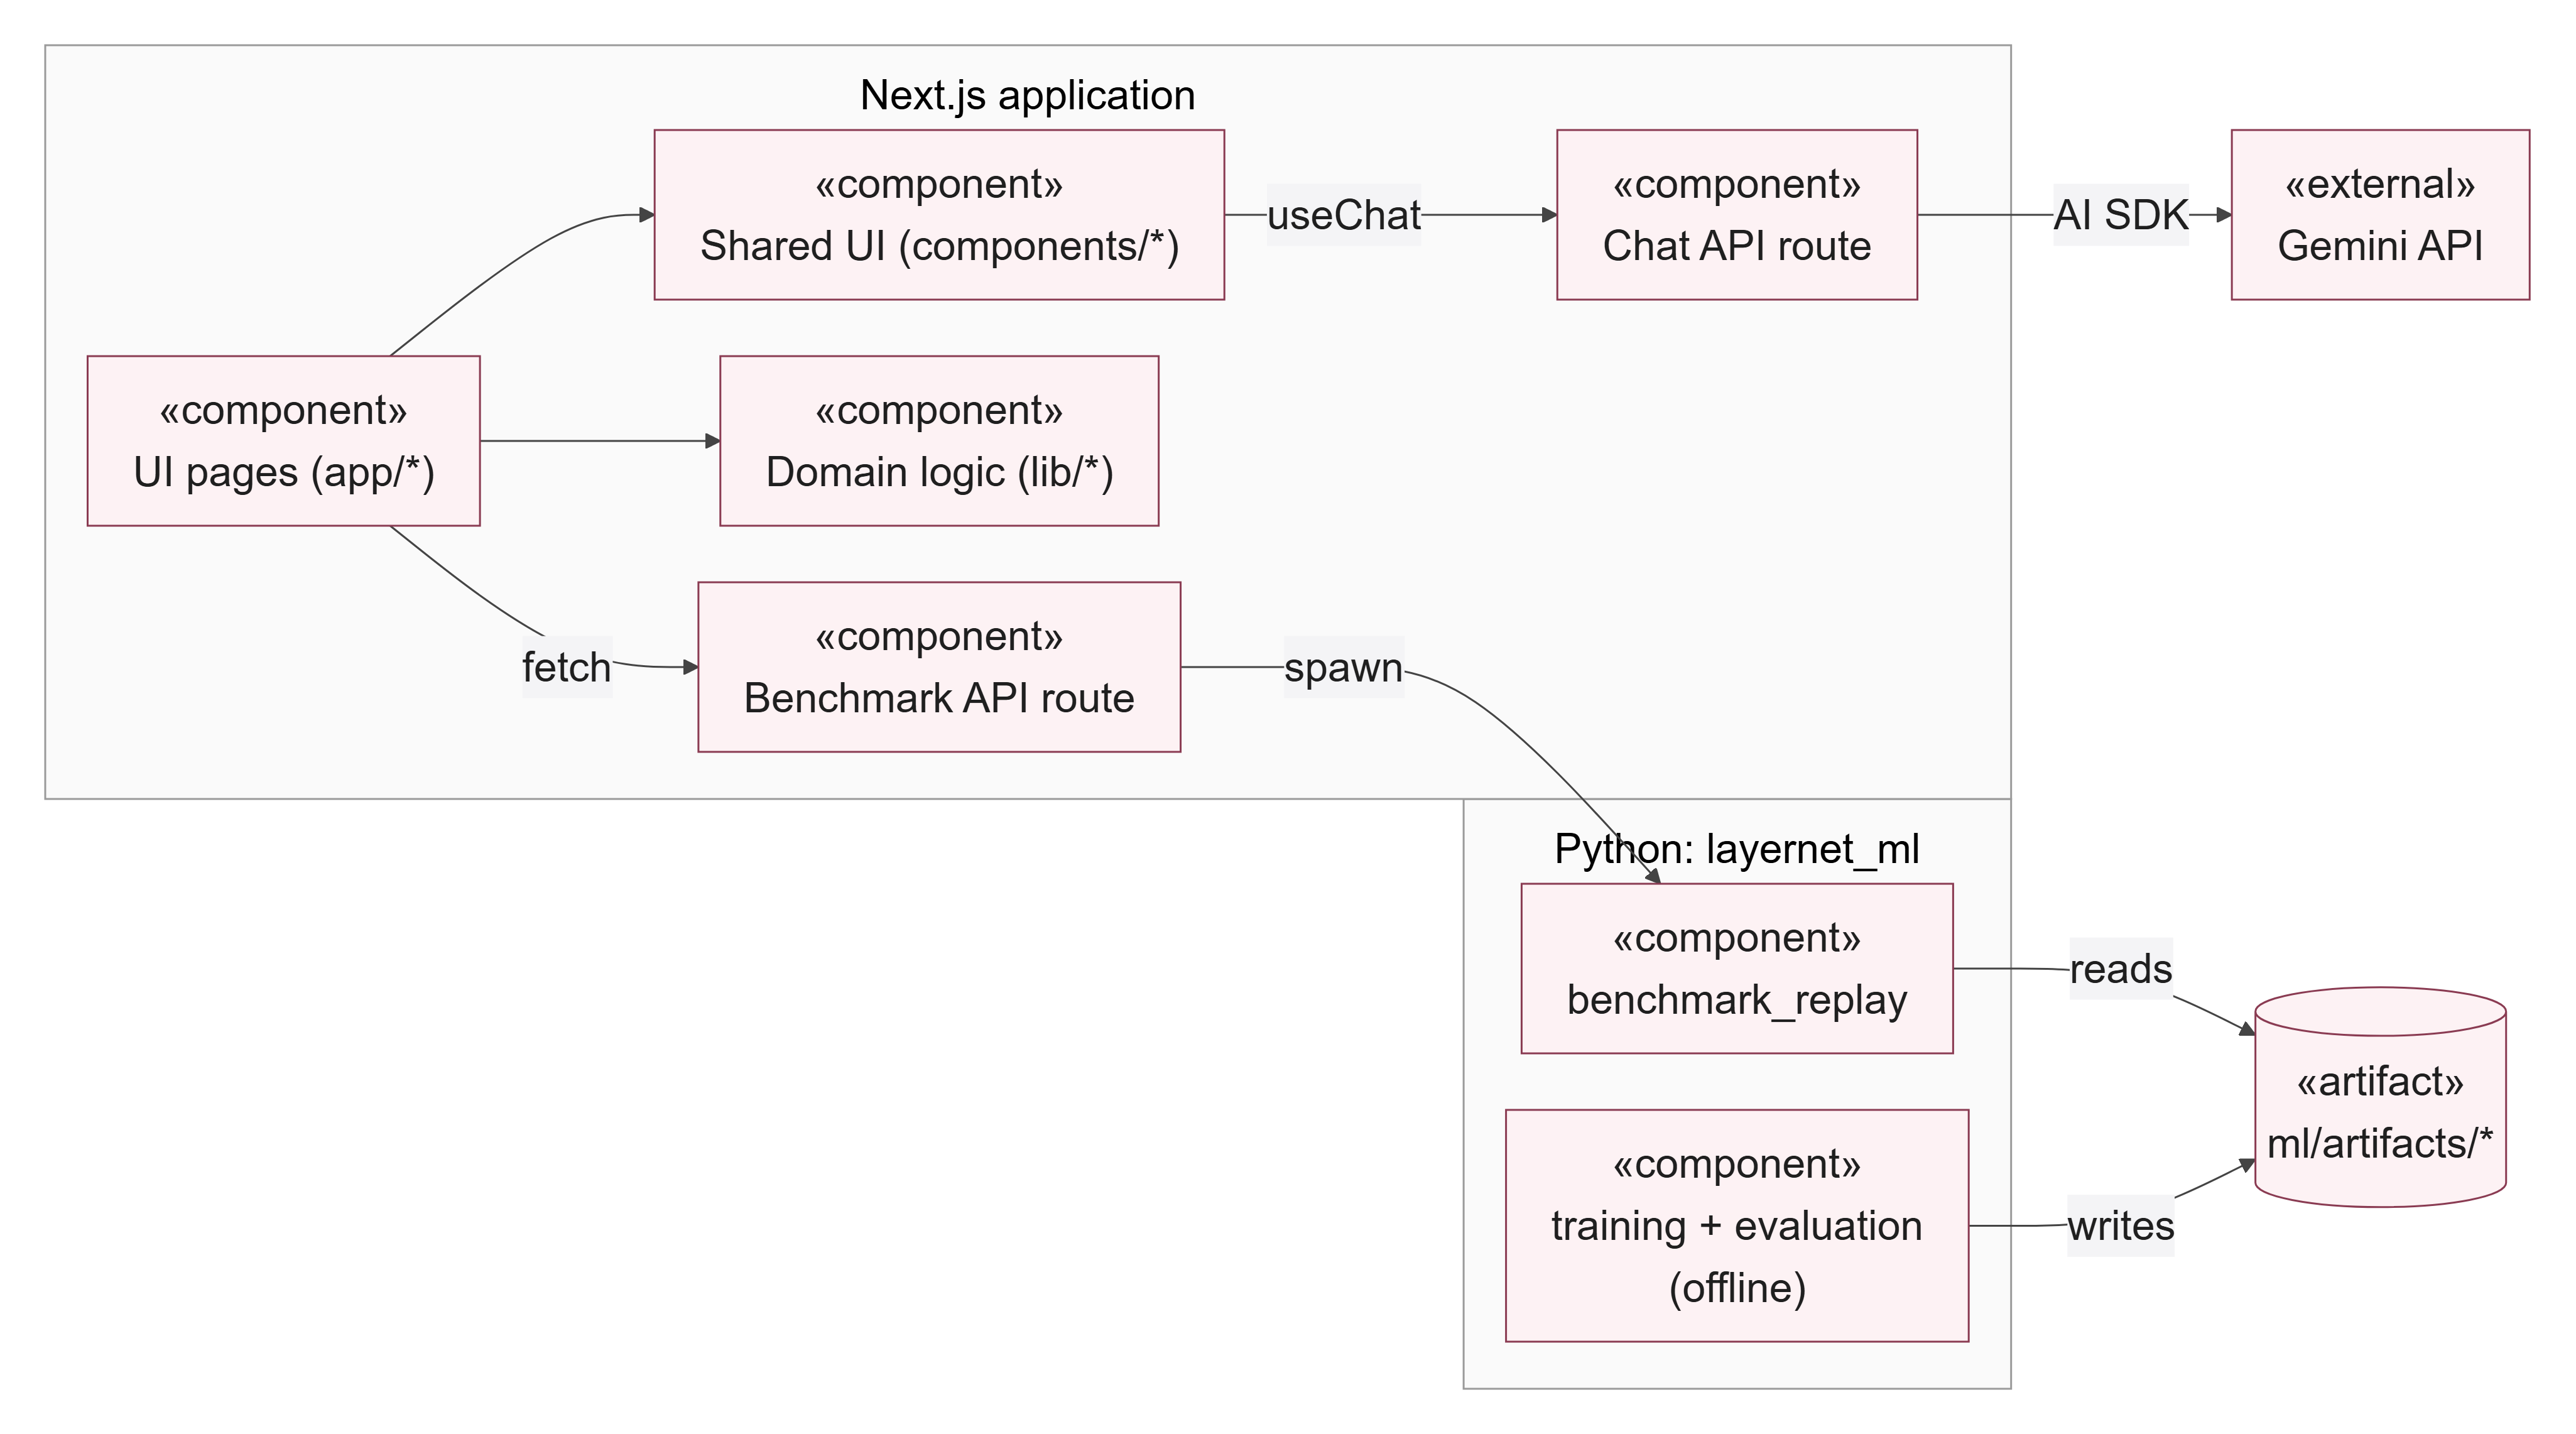 Next.js application
«component»
Shared UI (components/*)
useChat
«component»
Chat API route
AI SDK
«external»
Gemini API
«component»
UI pages (app/*)
«component»
Domain logic (lib/*)
fetch
«component»
Benchmark API route
spawn
Python: layernet_ml
«component»
benchmark_replay
reads
«component»
training + evaluation
(offline)
writes
«artifact»
ml/artifacts/*